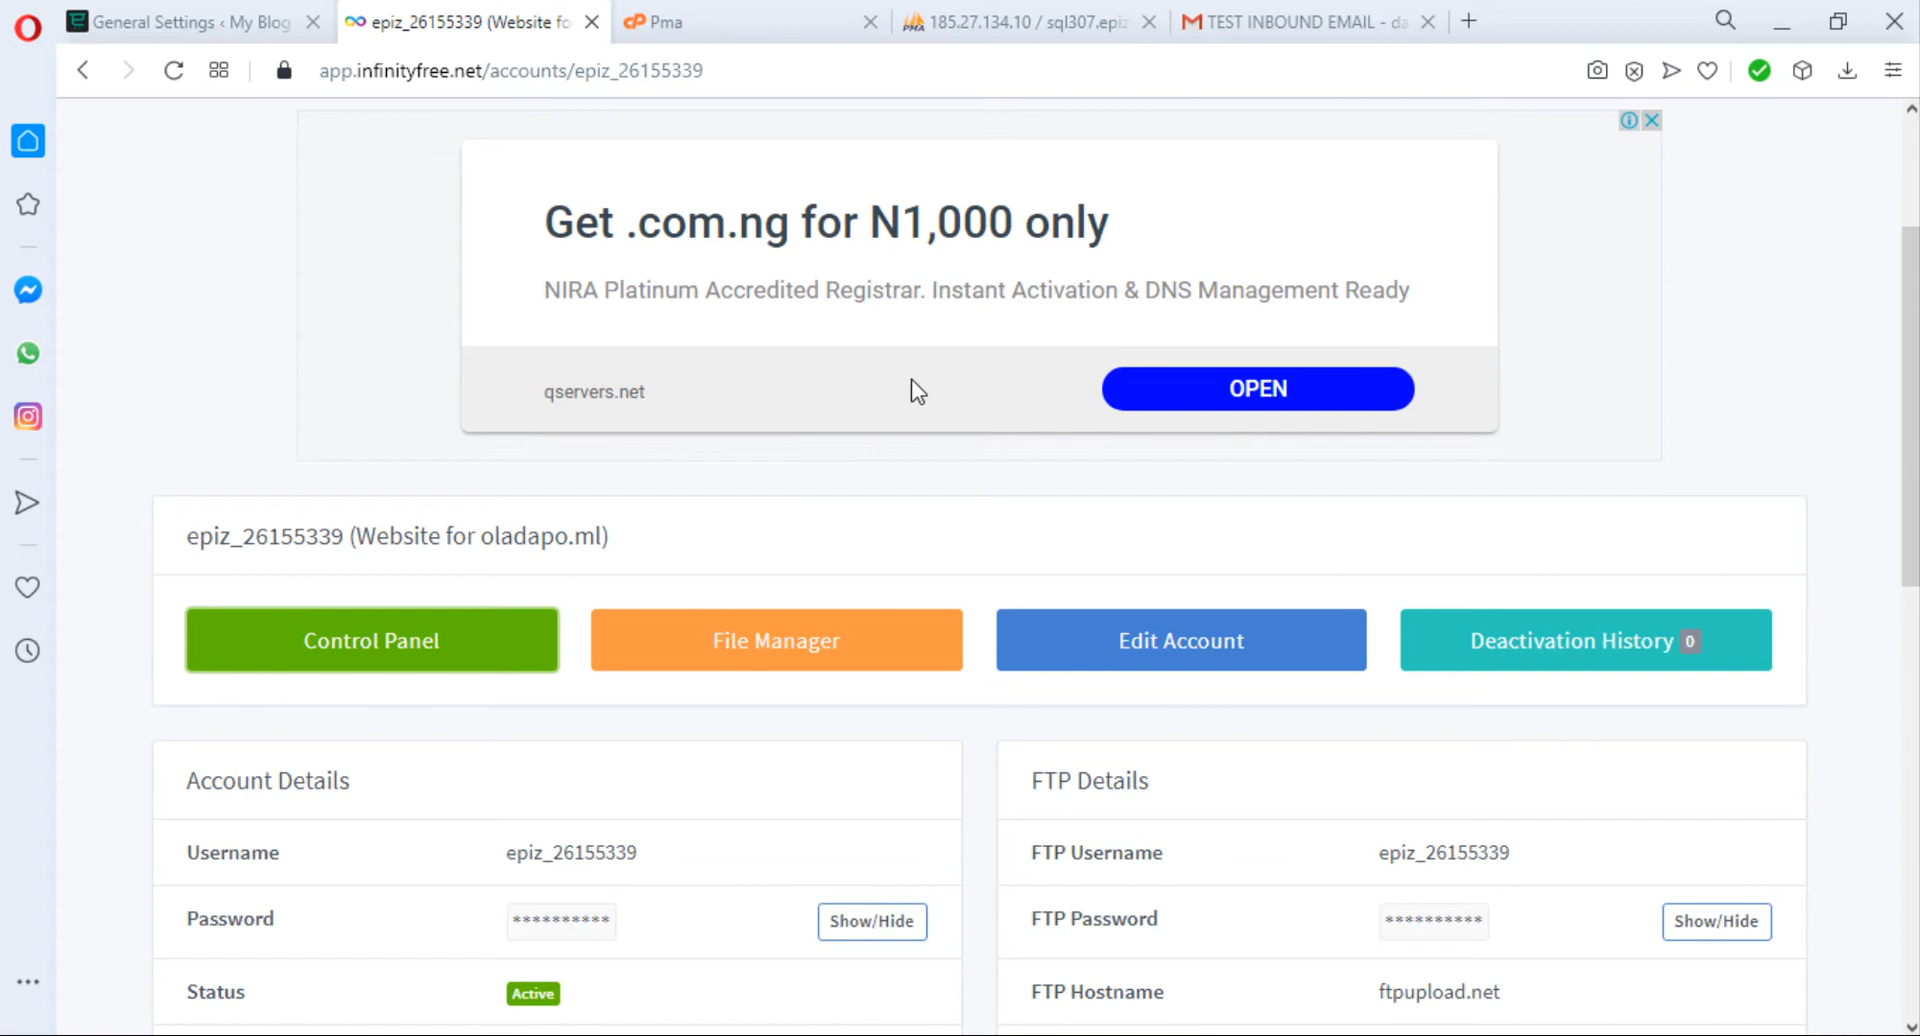 General Settings ‹ My Blog
epiz_26155339 (Website fo
Pma
185.27.134.10 / sql307.epiz
TEST INBOUND EMAIL - da
app.infinityfree.net/accounts/epiz_26155339
Get .com.ng for N1,000 only
NIRA Platinum Accredited Registrar. Instant Activation & DNS Management Ready
qservers.net
OPEN
epiz_26155339 (Website for oladapo.ml)
Control Panel
File Manager
Edit Account
Deactivation History 0
Account Details
FTP Details
Username epiz_26155339
FTP Username epiz_26155339
Password ********** Show/Hide
FTP Password ********** Show/Hide
Status Active
FTP Hostname ftpupload.net